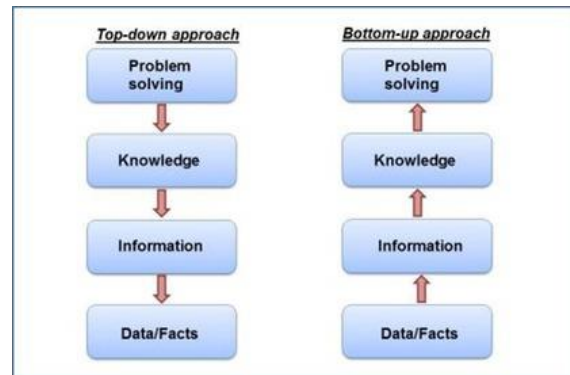 Top-down approach
Problem
solving
Knowledge
Information
Data/Facts
Bottom-up approach
Problem
solving
Knowledge
Information
Data/Facts